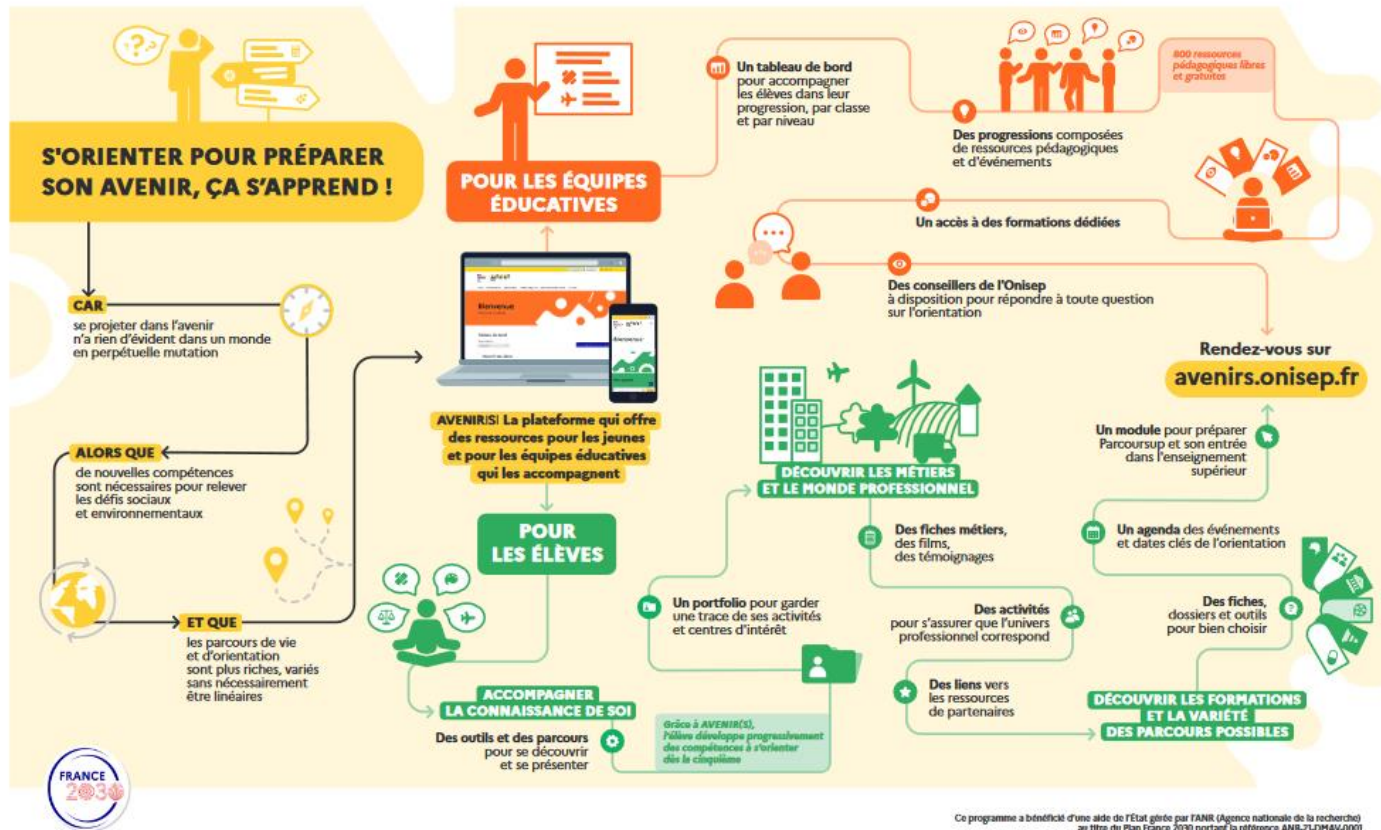 S'ORIENTER POUR PRÉPARER
SON AVENIR, ÇA S'APPREND !
CAR
se projeter dans l'avenir
n'a rien d'évident dans un monde
en perpétuelle mutation
ALORS QUE
de nouvelles compétences
sont nécessaires pour relever
les défis sociaux
et environnementaux
ET QUE
les parcours de vie
et d'orientation
sont plus riches, variés
sans nécessairement
être linéaires
Bienvenue
AVENIR(S) La plateforme qui offre
des ressources pour les jeunes
et pour les équipes éducatives
qui les accompagnent
POUR LES ÉQUIPES
ÉDUCATIVES
Un tableau de bord
pour accompagner
les élèves dans leur
progression, par classe
et par niveau
Des progressions composées
de ressources pédagogiques
et d'événements
800 ressources
pédagogiques libres
et gratuites
Un accès à des formations dédiées
Des conseillers de l'Onisep
à disposition pour répondre à toute question
sur l'orientation
Rendez-vous sur
avenirs.onisep.fr
POUR
LES ÉLÈVES
ACCOMPAGNER
LA CONNAISSANCE DE SOI
Des outils et des parcours
pour se découvrir
et se présenter
Grâce à AVENIR(S),
l'élève développe progressivement
des compétences à s'orienter
dès la cinquième
Un portfolio pour garder
une trace de ses activités
et centres d'intérêt
DÉCOUVRIR LES MÉTIERS
ET LE MONDE PROFESSIONNEL
Des fiches métiers,
des films,
des témoignages
Des activités
pour s'assurer que l'univers
professionnel correspond
Des liens vers
les ressources
de partenaires
DÉCOUVRIR LES FORMATIONS
ET LA VARIÉTÉ
DES PARCOURS POSSIBLES
Des fiches,
dossiers et outils
pour bien choisir
Un agenda des événements
et dates clés de l'orientation
Un module pour préparer
Parcoursup et son entrée
dans l'enseignement
supérieur
FRANCE
2030
Ce programme a bénéficié d'une aide de l'État gérée par l'ANR (Agence nationale de la recherche)
au titre du Plan France 2030 portant la référence ANR-21-DMAV-0001